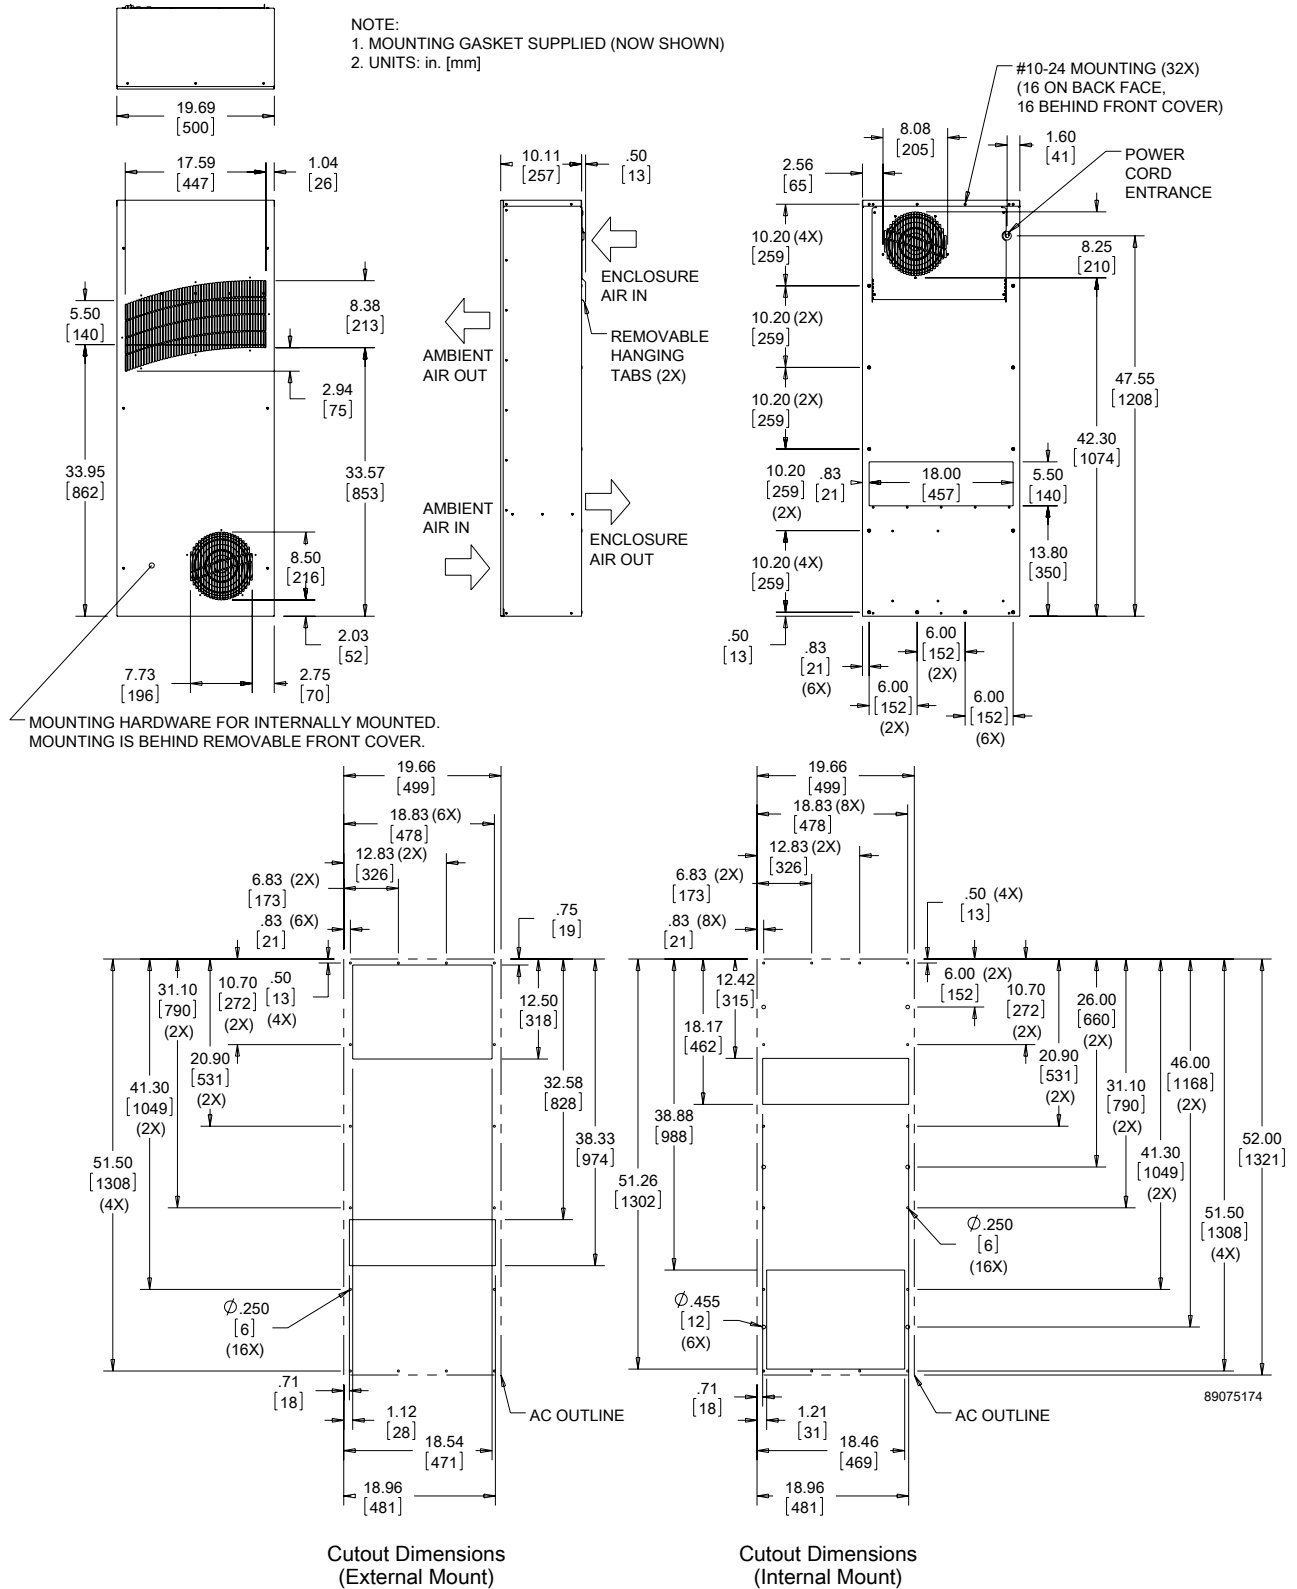 NOTE:
1. MOUNTING GASKET SUPPLIED (NOW SHOWN)
2. UNITS: in. [mm]
19.69
[500]
17.59
[447]
1.04
[26]
5.50
[140]
8.38
[213]
2.94
[75]
33.95
[862]
33.57
[853]
8.50
[216]
2.03
[52]
7.73
[196]
2.75
[70]
MOUNTING HARDWARE FOR INTERNALLY MOUNTED.
MOUNTING IS BEHIND REMOVABLE FRONT COVER.
10.11
[257]
.50
[13]
ENCLOSURE
AIR IN
AMBIENT
AIR OUT
REMOVABLE
HANGING
TABS (2X)
AMBIENT
AIR IN
ENCLOSURE
AIR OUT
#10-24 MOUNTING (32X)
(16 ON BACK FACE,
16 BEHIND FRONT COVER)
8.08
[205]
1.60
[41]
2.56
[65]
POWER
CORD
ENTRANCE
10.20 (4X)
[259]
8.25
[210]
10.20 (2X)
[259]
47.55
[1208]
10.20 (2X)
[259]
42.30
[1074]
10.20
[259]
(2X)
.83
[21]
18.00
[457]
5.50
[140]
10.20 (4X)
[259]
13.80
[350]
.50
[13]
.83
[21]
(6X)
6.00
[152]
(2X)
6.00
[152]
(2X)
6.00
[152]
(6X)
19.66
[499]
18.83 (6X)
[478]
12.83 (2X)
[326]
6.83 (2X)
[173]
.83 (6X)
[21]
.75
[19]
31.10
[790]
(2X)
10.70
[272]
(2X)
.50
[13]
(4X)
12.50
[318]
20.90
[531]
(2X)
41.30
[1049]
(2X)
32.58
[828]
51.50
[1308]
(4X)
38.33
[974]
Ø.250
[6]
(16X)
.71
[18]
1.12
[28]
18.54
[471]
18.96
[481]
AC OUTLINE
Cutout Dimensions
(External Mount)
19.66
[499]
18.83 (8X)
[478]
12.83 (2X)
[326]
6.83 (2X)
[173]
.83 (8X)
[21]
.50 (4X)
[13]
12.42
[315]
6.00 (2X)
[152]
10.70
[272]
(2X)
26.00
[660]
(2X)
18.17
[462]
20.90
[531]
(2X)
46.00
[1168]
(2X)
31.10
[790]
(2X)
38.88
[988]
41.30
[1049]
(2X)
52.00
[1321]
51.26
[1302]
51.50
[1308]
(4X)
Ø.250
[6]
(16X)
Ø.455
[12]
(6X)
.71
[18]
1.21
[31]
18.46
[469]
18.96
[481]
AC OUTLINE
89075174
Cutout Dimensions
(Internal Mount)